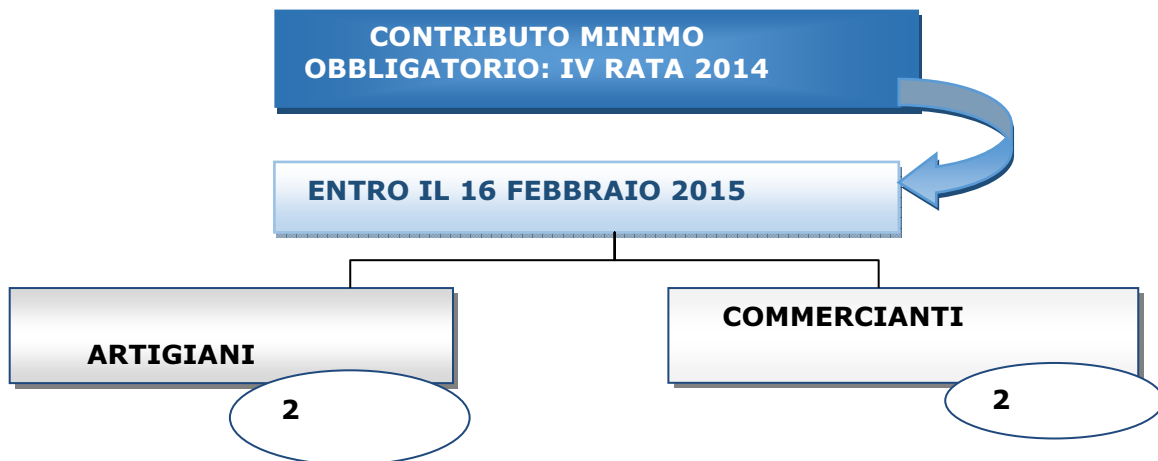 CONTRIBUTO MINIMO
OBBLIGATORIO: IV RATA 2014
ENTRO IL 16 FEBBRAIO 2015
ARTIGIANI
COMMERCIANTI
2
2